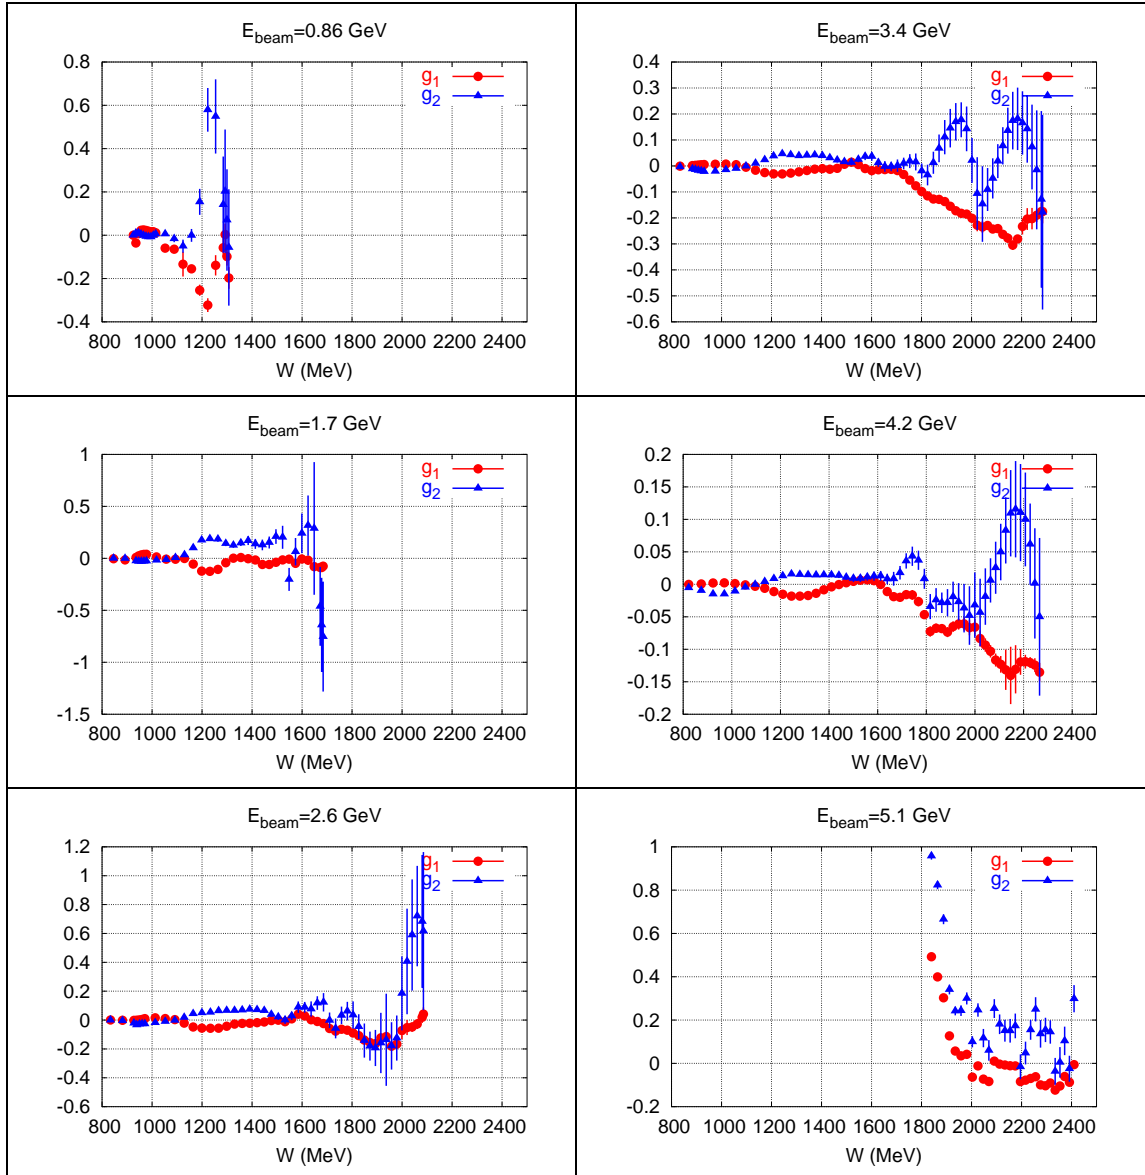 E_beam=0.86 GeV
g_1
g_2
0.8
0.6
0.4
0.2
0
-0.2
-0.4
800 1000 1200 1400 1600 1800 2000 2200 2400
W (MeV)
E_beam=3.4 GeV
g_1
g_2
0.4
0.3
0.2
0.1
0
-0.1
-0.2
-0.3
-0.4
-0.5
-0.6
800 1000 1200 1400 1600 1800 2000 2200 2400
W (MeV)
E_beam=1.7 GeV
g_1
g_2
1
0.5
0
-0.5
-1
-1.5
800 1000 1200 1400 1600 1800 2000 2200 2400
W (MeV)
E_beam=4.2 GeV
g_1
g_2
0.2
0.15
0.1
0.05
0
-0.05
-0.1
-0.15
-0.2
800 1000 1200 1400 1600 1800 2000 2200 2400
W (MeV)
E_beam=2.6 GeV
g_1
g_2
1.2
1
0.8
0.6
0.4
0.2
0
-0.2
-0.4
-0.6
800 1000 1200 1400 1600 1800 2000 2200 2400
W (MeV)
E_beam=5.1 GeV
g_1
g_2
1
0.8
0.6
0.4
0.2
0
-0.2
800 1000 1200 1400 1600 1800 2000 2200 2400
W (MeV)